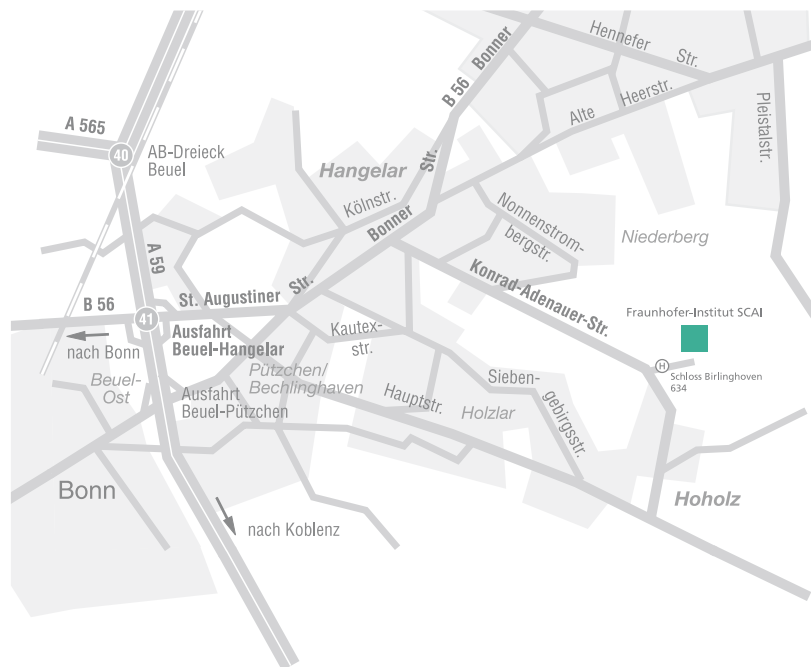 Hennefer
Str.
B 56 Bonner
Str.
A 565
40
AB-Dreieck
Beuel
Alte
Heerstr.
Pleistalstr.
Hangelar
Kölnstr.
Bonner
Str.
Nonnenstrom-
bergstr.
Niederberg
A 59
Konrad-Adenauer-Str.
B 56
41
St. Augustiner
Fraunhofer-Institut SCAI
nach Bonn
Ausfahrt
Beuel-Hangelar
Kautex-
str.
H
Schloss Birlinghoven
634
Beuel-
Ost
Pützchen/
Bechlinghaven
Ausfahrt
Beuel-Pützchen
Hauptstr.
Sieben-
gebirgsstr.
Holzlar
Bonn
Hoholz
nach Koblenz